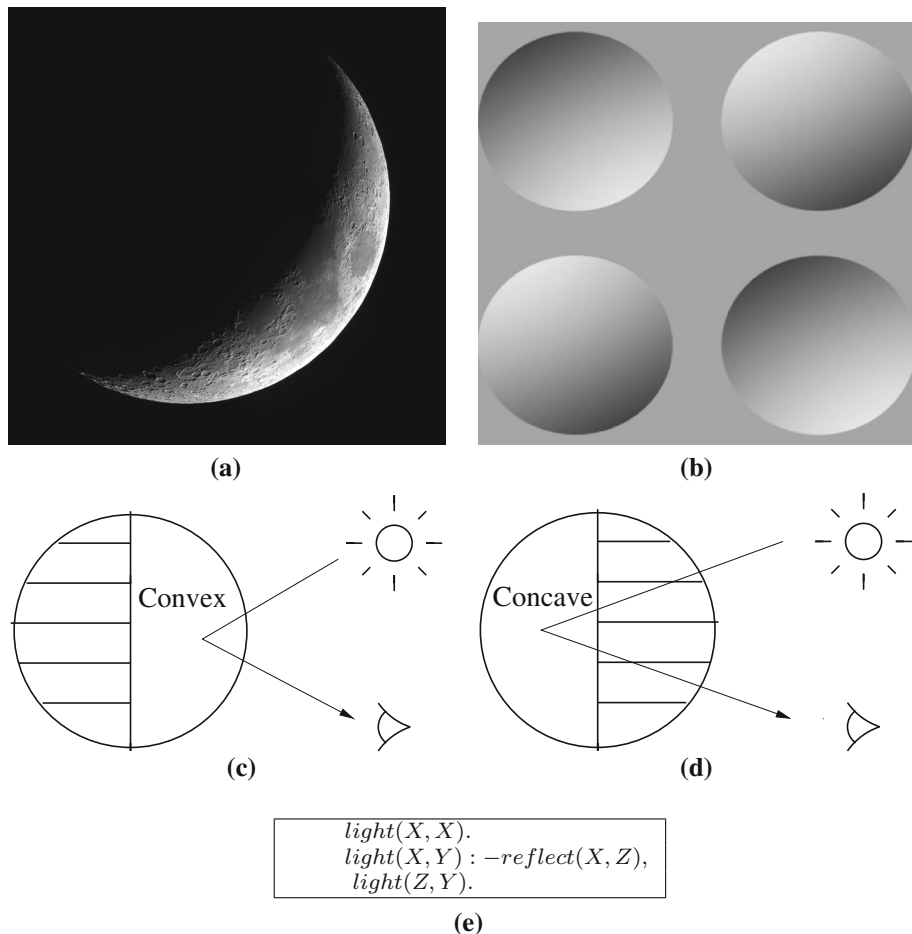 (a)
(b)
Convex
Concave
(c)
(d)
light(X, X).
light(X, Y) : −reflect(X, Z),
light(Z, Y).
(e)